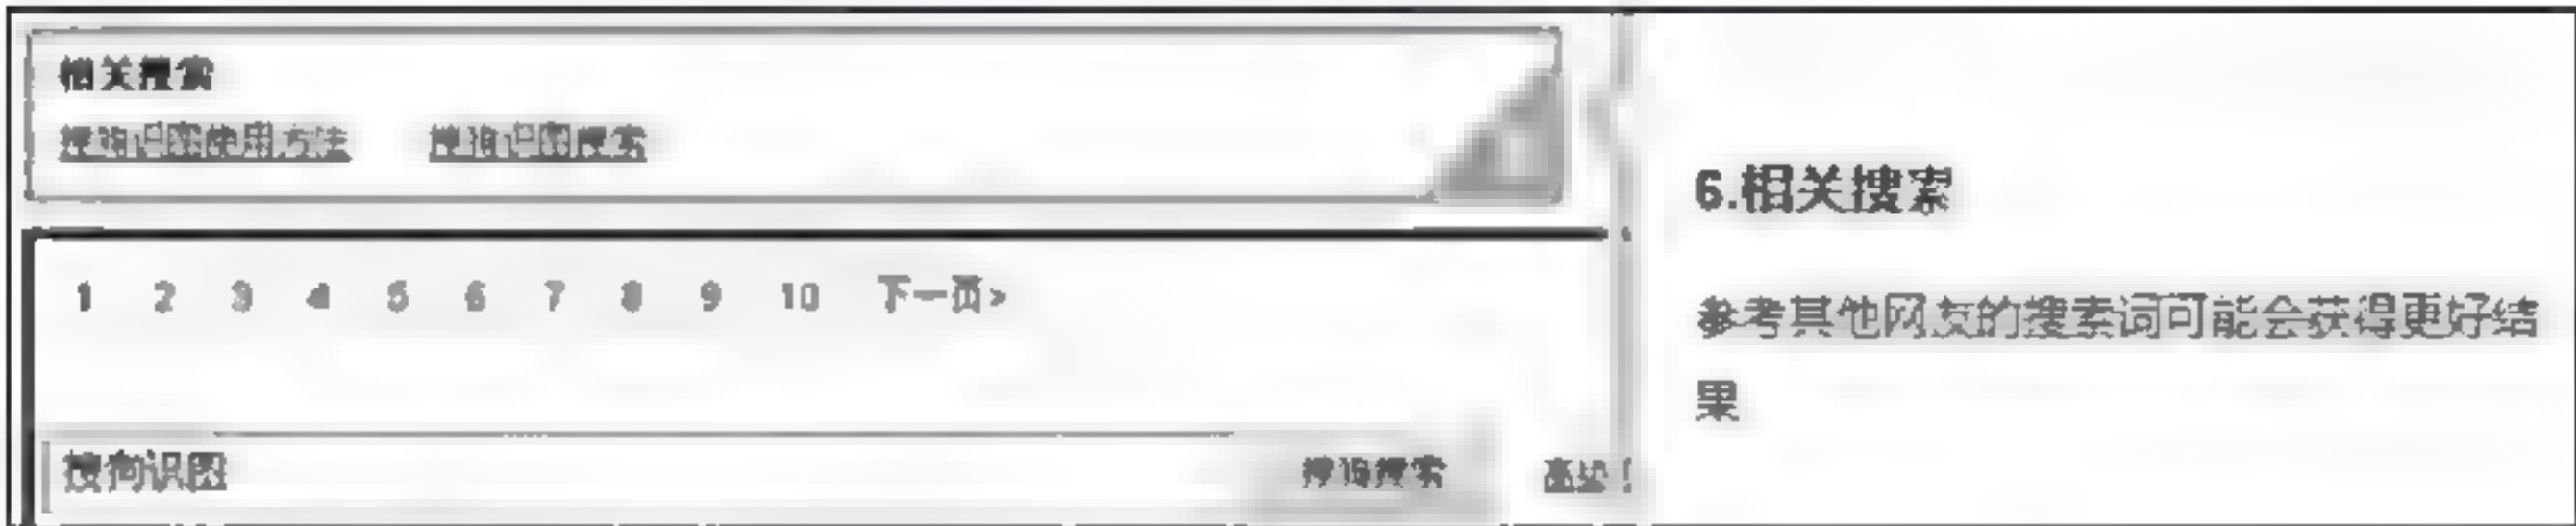 相关搜索
搜狗识图使用方法 搜狗识图搜索
1 2 3 4 5 6 7 8 9 10 下一页>
搜狗识图 搜狗搜索 高级
6.相关搜索
参考其他网友的搜索词可能会获得更好结
果